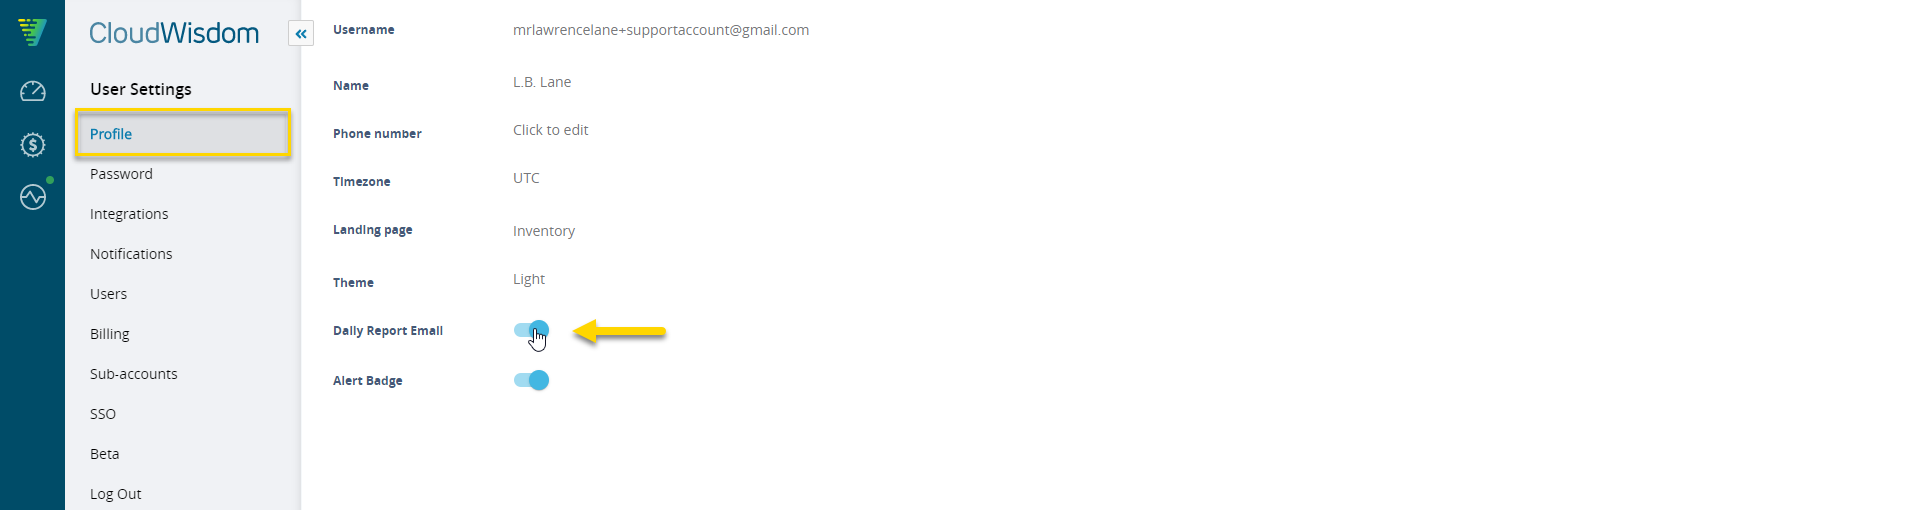 CloudWisdom
«
User Settings
Profile
Password
Integrations
Notifications
Users
Billing
Sub-accounts
SSO
Beta
Log Out
Username mrlawrencelane+supportaccount@gmail.com
Name L.B. Lane
Phone number Click to edit
Timezone UTC
Landing page Inventory
Theme Light
Daily Report Email
Alert Badge